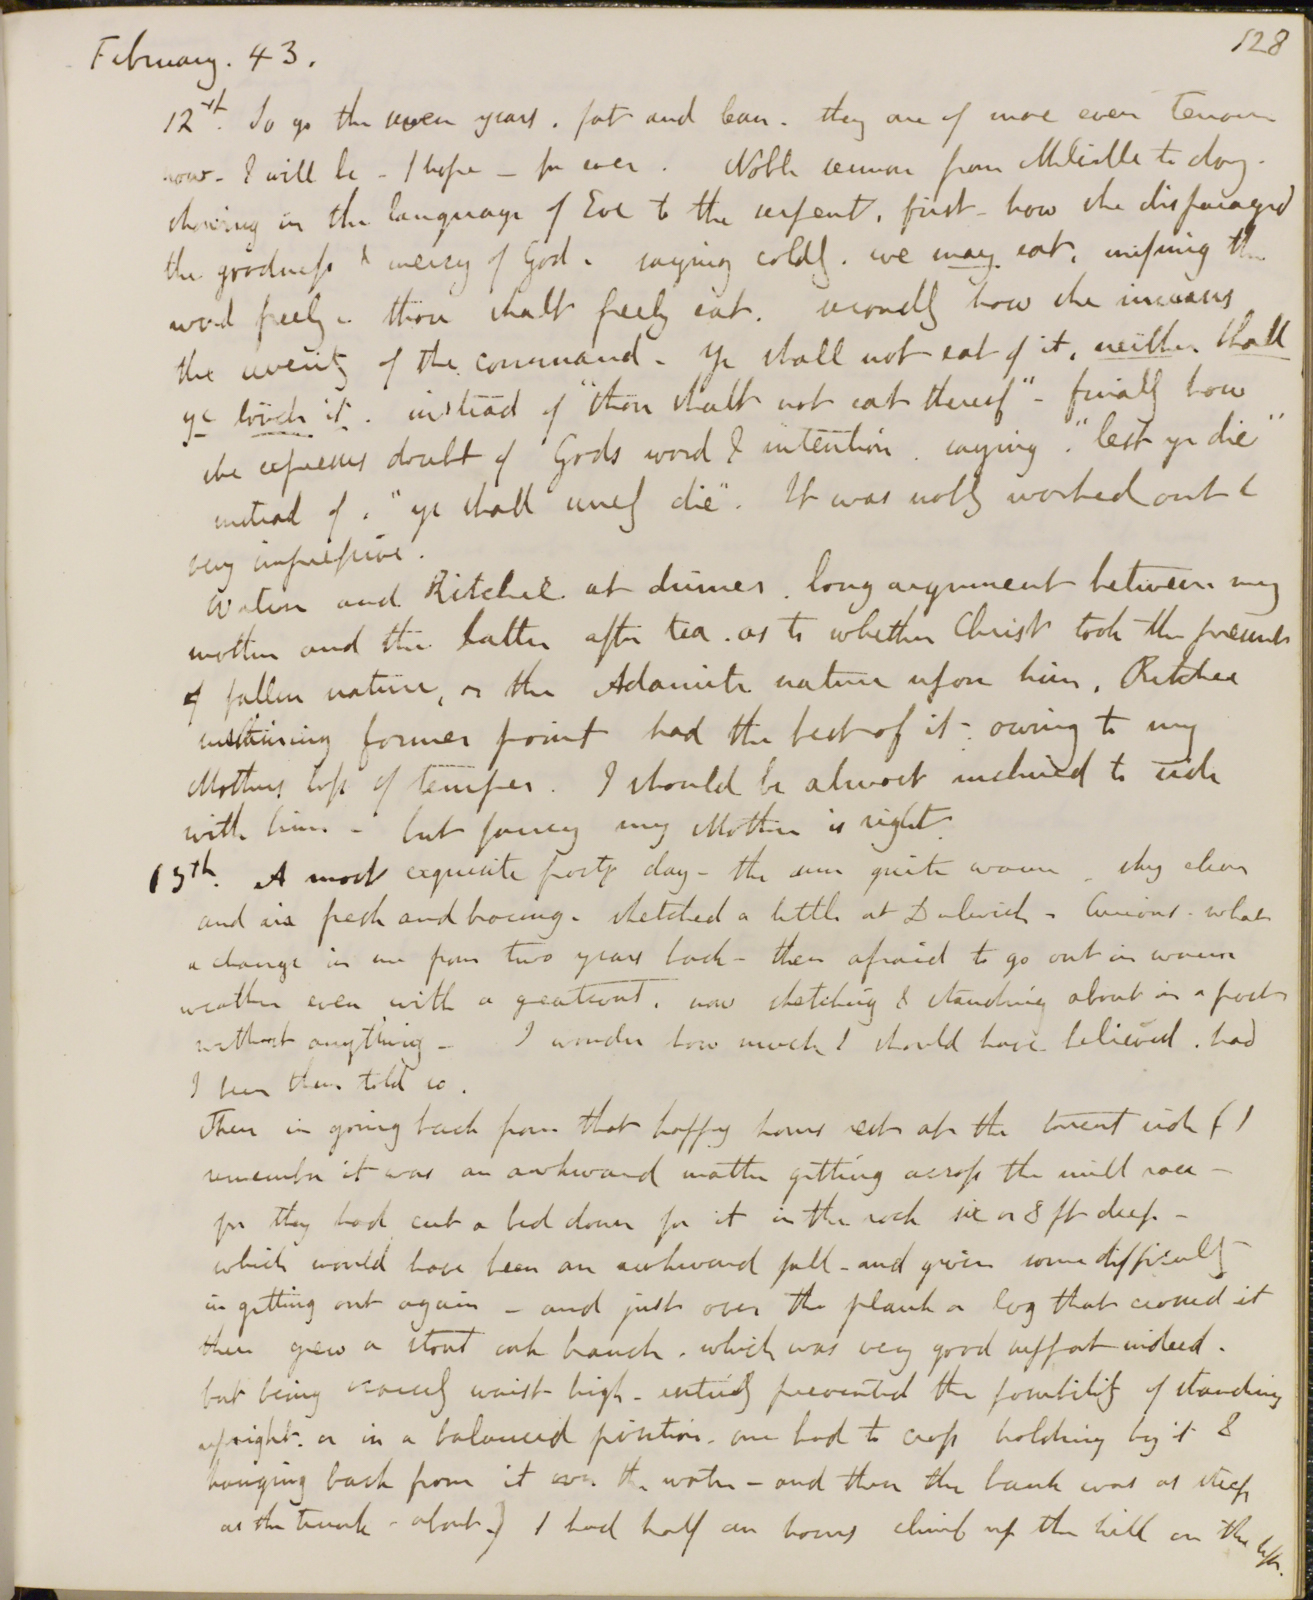 February. 43.
128
12st. So go the seven years. fat and lean. they are of more even tenour
now - I will be - I hope - for ever. Noble sermon from Melville to day.
showing in the language of Eve to the serpent, first - how she disparaged
the goodness & mercy of God. saying coldly. we may eat. missing the
word freely. thou shalt freely eat. secondly how she increases
the severity of the command - Ye shall not eat of it, neither shall
ye touch it. instead of "thou shalt not eat thereof" - finally how
she expresses doubt of Gods word & intention. saying. "lest ye die"
instead of. "ye shall surely die". It was nobly worked out &
very impressive.
and Ritchie at dinner. long argument between my
mother and the latter after tea. as to whether Christ took the
of fallen nature, or the Adamite nature upon him, Ritchie
former point had the best of it - owing to my
Mothers loss of temper. I should be almost inclined to side
with him - but fancy my Mother is right.
13th. A most exquisite frosty day - the sun quite warm - sky clear
and air fresh and bracing. sketched a little at Dulwich - Curious - what
a change in me from two years back - then afraid to go out in warm
weather even with a greatcoat, now sketching & standing about in a frost
without anything - I wonder how much I should have believed, had
I been then told so.
Then in going back from that happy hours rest at the torrent side (I
remember it was an awkward matter getting across the mill race -
for they had cut a bed down for it in the rock six or 8 ft deep -
which would have been an awkward fall - and given some difficulty
in getting out again - and just over the plank or log that crossed it
there grew a stout oak branch. which was very good support indeed.
but being scarcely waist high - entirely prevented the possibility of standing
upright. or in a balanced position. one had to cross holding by it &
hanging back from it over the water - and then the bank was as steep
as the trunk - about.) I had half an hours climb up the hill on the left.